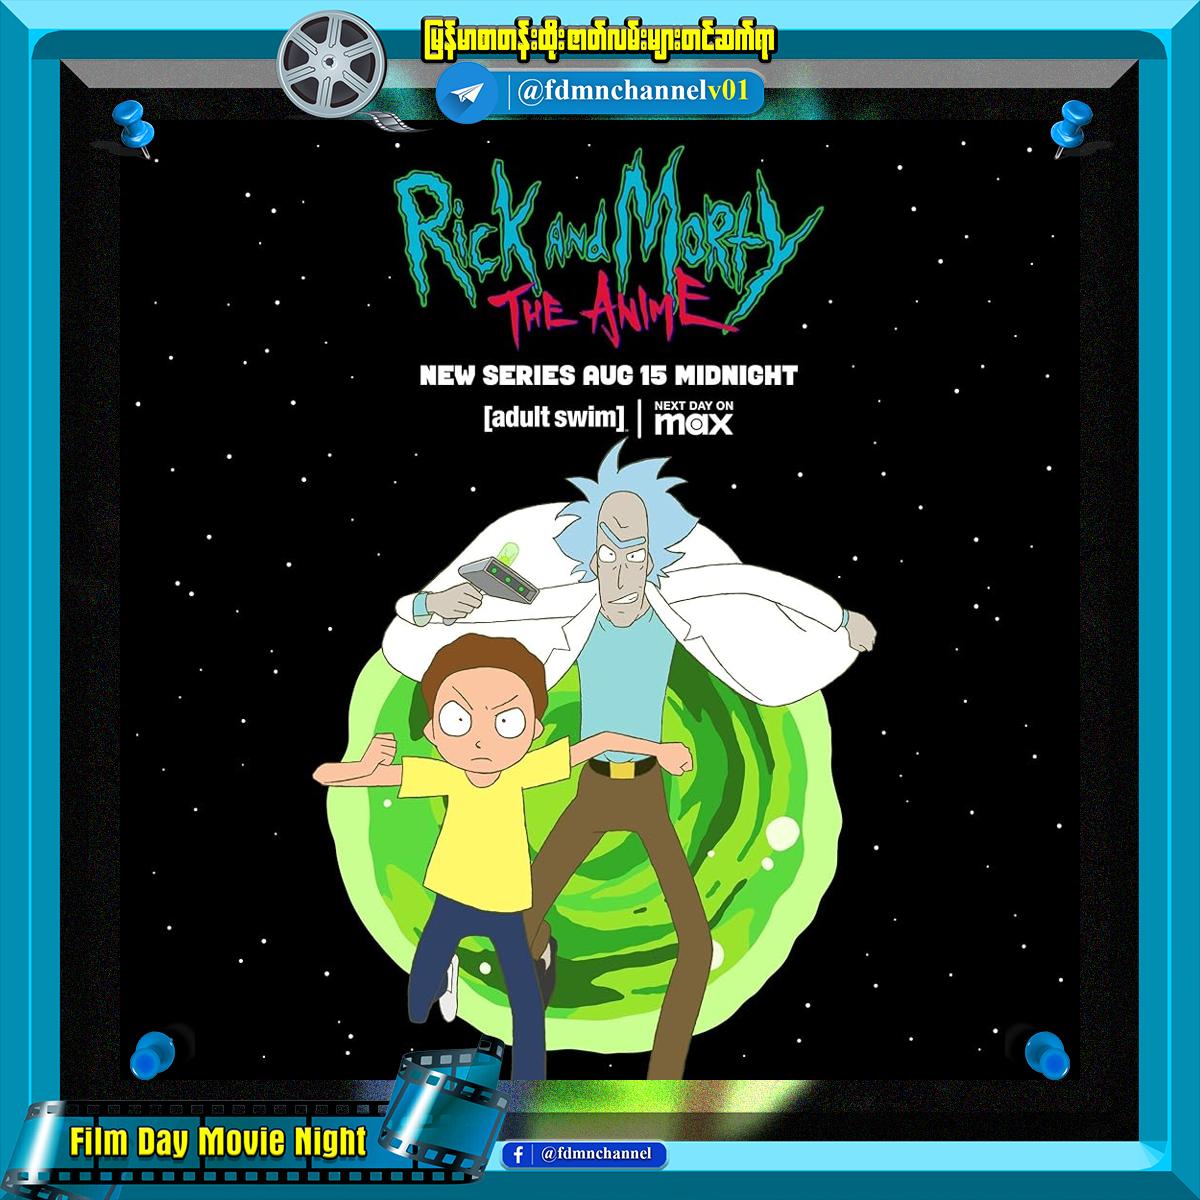 မြန်မာစာတန်းထိုး ဇာတ်လမ်းများတင်ဆက်ရာ
@fdmnchannelv01
RICK AND MORTY
THE ANIME
NEW SERIES AUG 15 MIDNIGHT
[adult swim]
NEXT DAY ON
max
Film Day Movie Night
f @fdmnchannel